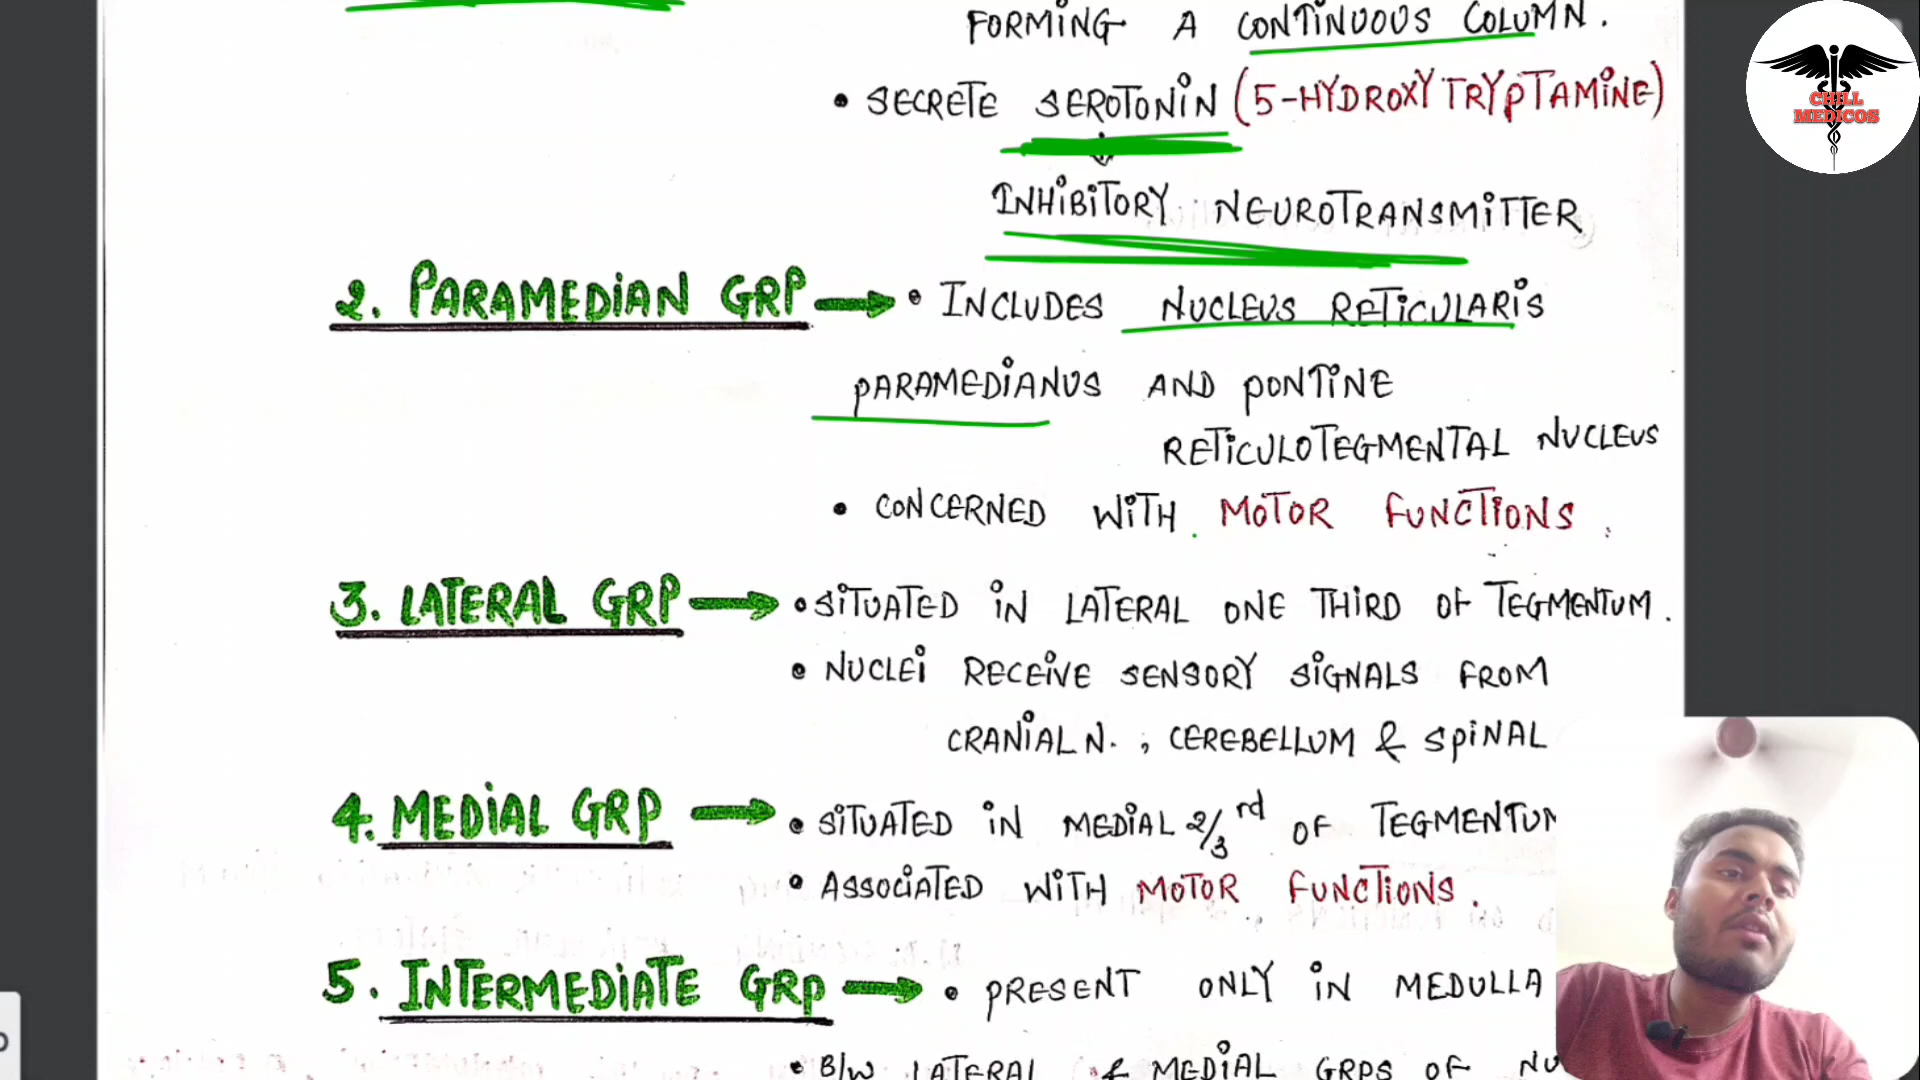 FORMING A CONTINUOUS COLUMN.
CHILL MEDICOS
• SECRETE SEROTONIN (5-HYDROXYTRYPTAMINE)
INHIBITORY NEUROTRANSMITTER
2. PARAMEDIAN GRP → • INCLUDES NUCLEUS RETICULARIS
PARAMEDIANUS AND PONTINE
RETICULOTEGMENTAL NUCLEUS
• CONCERNED WITH MOTOR FUNCTIONS.
3. LATERAL GRP → • SITUATED IN LATERAL ONE THIRD OF TEGMENTUM.
• NUCLEI RECEIVE SENSORY SIGNALS FROM
CRANIAL N. , CEREBELLUM & SPINAL
4. MEDIAL GRP → • SITUATED IN MEDIAL 2/3rd OF TEGMENTUM
• ASSOCIATED WITH MOTOR FUNCTIONS.
5. INTERMEDIATE GRP → • PRESENT ONLY IN MEDULLA
• B/W LATERAL & MEDIAL GRPS OF NU